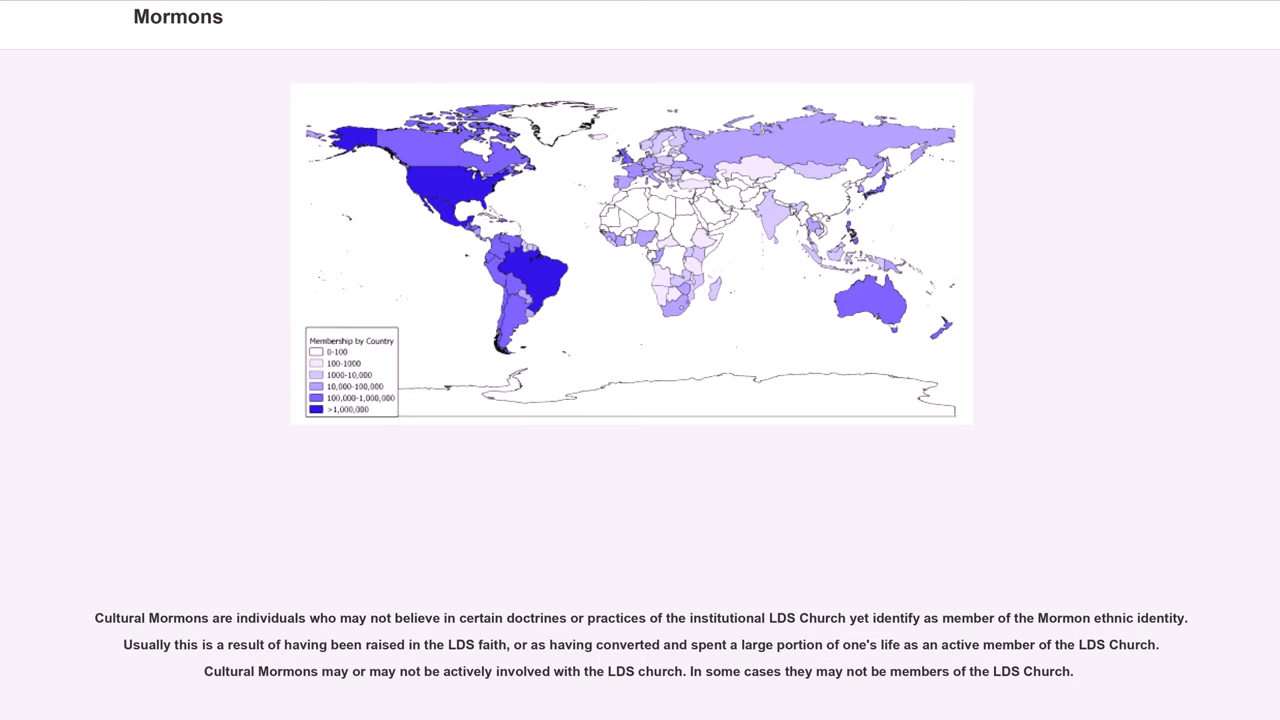 Mormons
Membership by Country
0-100
100-1000
1000-10,000
10,000-100,000
100,000-1,000,000
>1,000,000
Cultural Mormons are individuals who may not believe in certain doctrines or practices of the institutional LDS Church yet identify as member of the Mormon ethnic identity.
Usually this is a result of having been raised in the LDS faith, or as having converted and spent a large portion of one's life as an active member of the LDS Church.
Cultural Mormons may or may not be actively involved with the LDS church. In some cases they may not be members of the LDS Church.